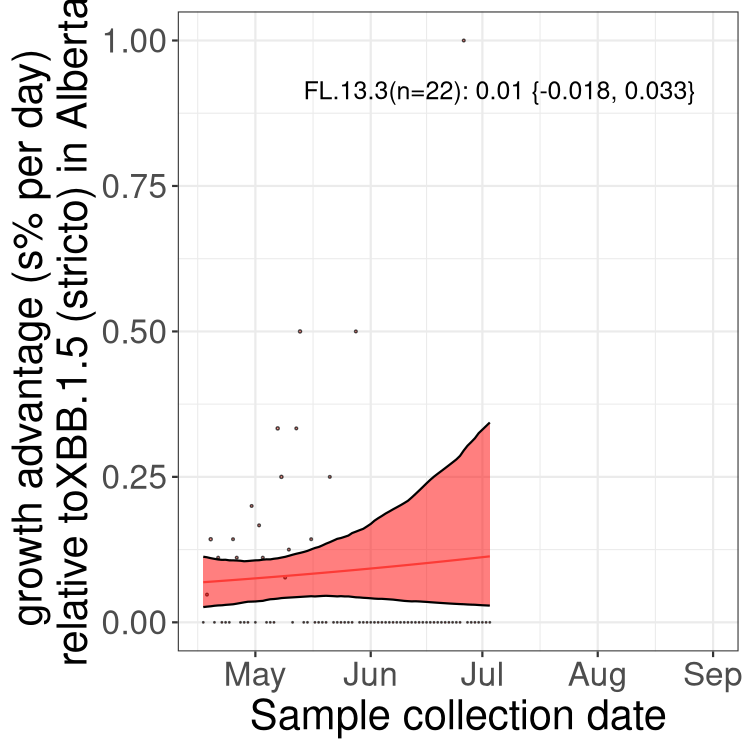 growth advantage (s% per day)
relative toXBB.1.5 (stricto) in Alberta
1.00
0.75
0.50
0.25
0.00
FL.13.3(n=22): 0.01 {-0.018, 0.033}
May
Jun
Jul
Aug
Sep
Sample collection date